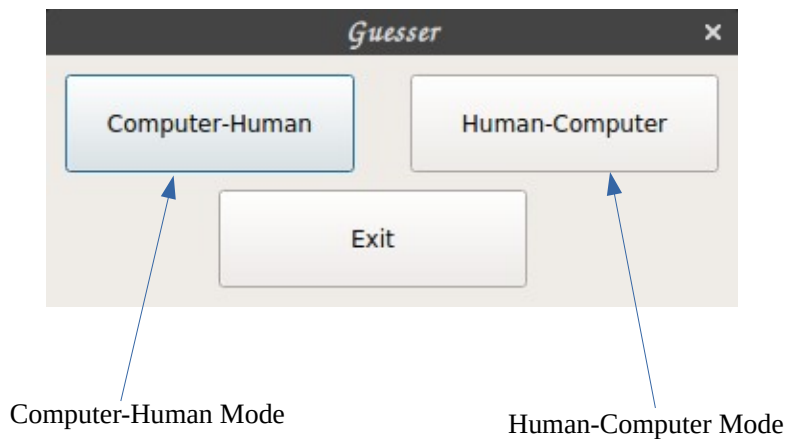 Guesser
Computer-Human
Human-Computer
Exit
Computer-Human Mode
Human-Computer Mode